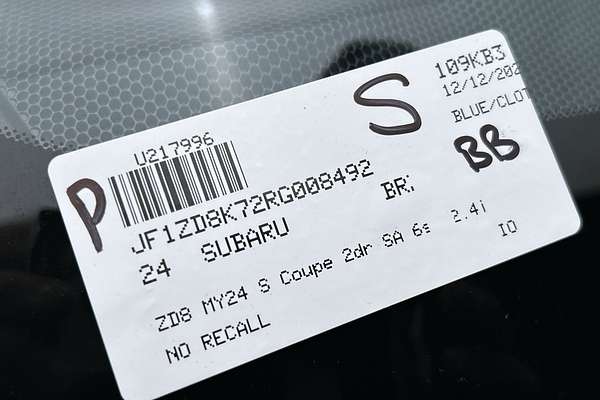 S
109KB3
12/12/202
BLUE/CLOT
BB
P
U217996
JF1ZD8K72RG008492
24 SUBARU
BR:
ZD8 MY24 S Coupe 2dr SA 6s 2.4i
NO RECALL
IO